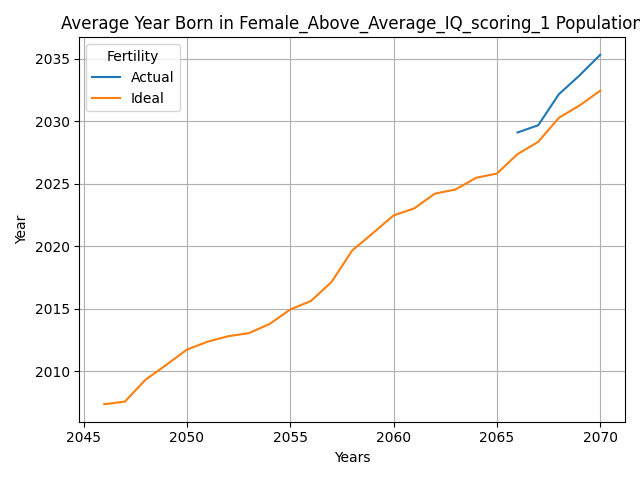 Average Year Born in Female_Above_Average_IQ_scoring_1 Population
Fertility
Actual
Ideal
2035
2030
2025
2020
2015
2010
Year
2045 2050 2055 2060 2065 2070
Years